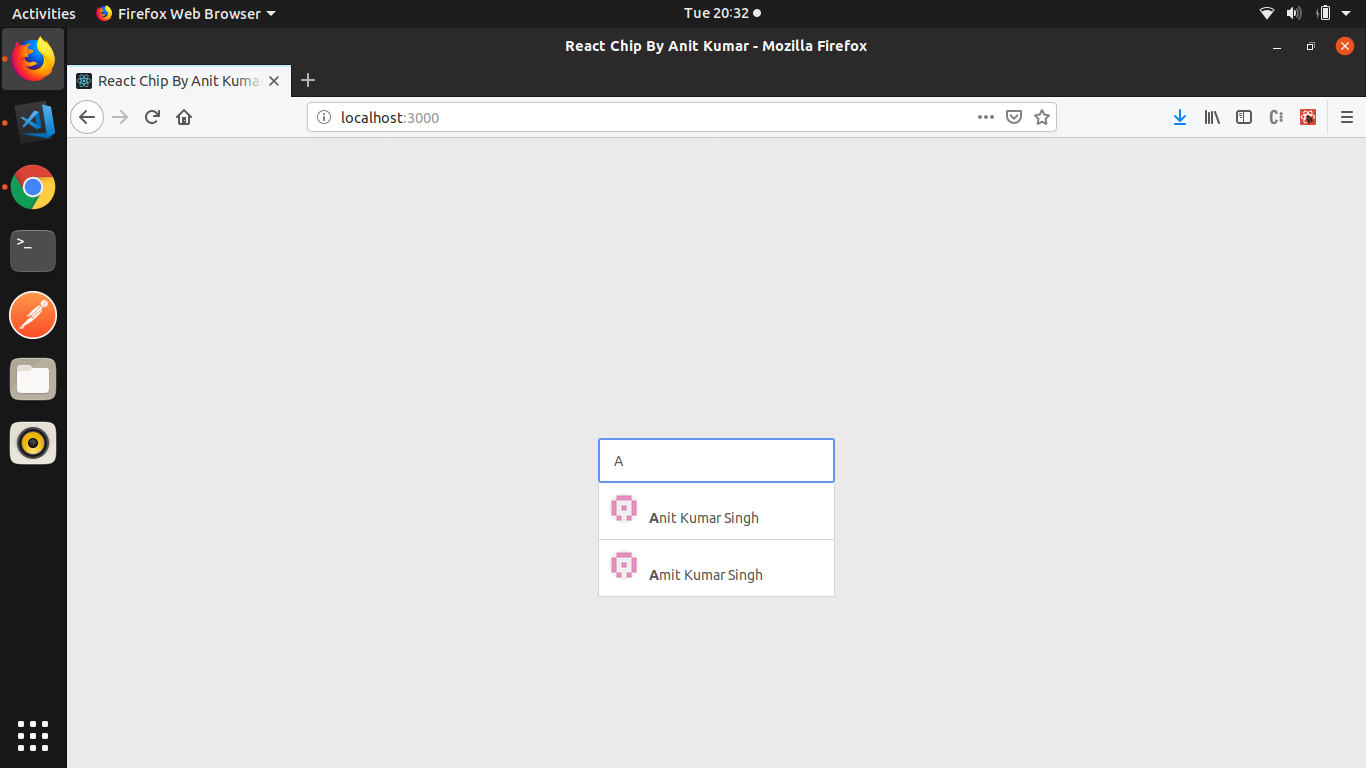 Activities Firefox Web Browser Tue 20:32
React Chip By Anit Kumar - Mozilla Firefox
React Chip By Anit Kuma
localhost:3000
>_
A
Anit Kumar Singh
Amit Kumar Singh